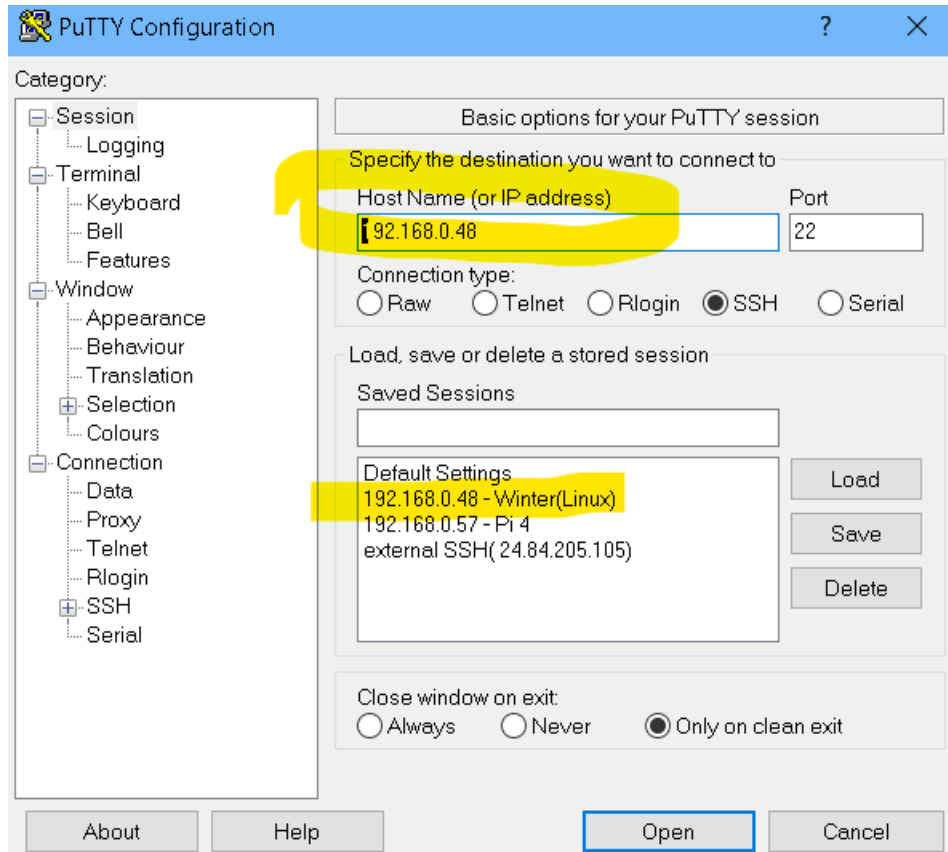 PuTTY Configuration
?
Category:
Session
Logging
Terminal
Keyboard
Bell
Features
Window
Appearance
Behaviour
Translation
Selection
Colours
Connection
Data
Proxy
Telnet
Rlogin
SSH
Serial
Basic options for your PuTTY session
Specify the destination you want to connect to
Host Name (or IP address) Port
192.168.0.48 22
Connection type:
Raw Telnet Rlogin SSH Serial
Load, save or delete a stored session
Saved Sessions
Default Settings
192.168.0.48 - Winter(Linux)
192.168.0.57 - Pi 4
external SSH( 24.84.205.105)
Load
Save
Delete
Close window on exit:
Always Never Only on clean exit
About Help Open Cancel